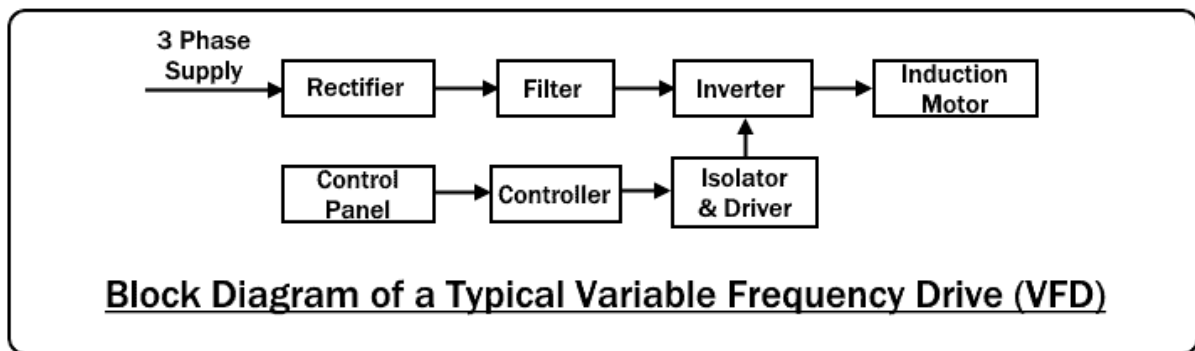 3 Phase
Supply
Rectifier
Filter
Inverter
Induction
Motor
Control
Panel
Controller
Isolator
& Driver
Block Diagram of a Typical Variable Frequency Drive (VFD)